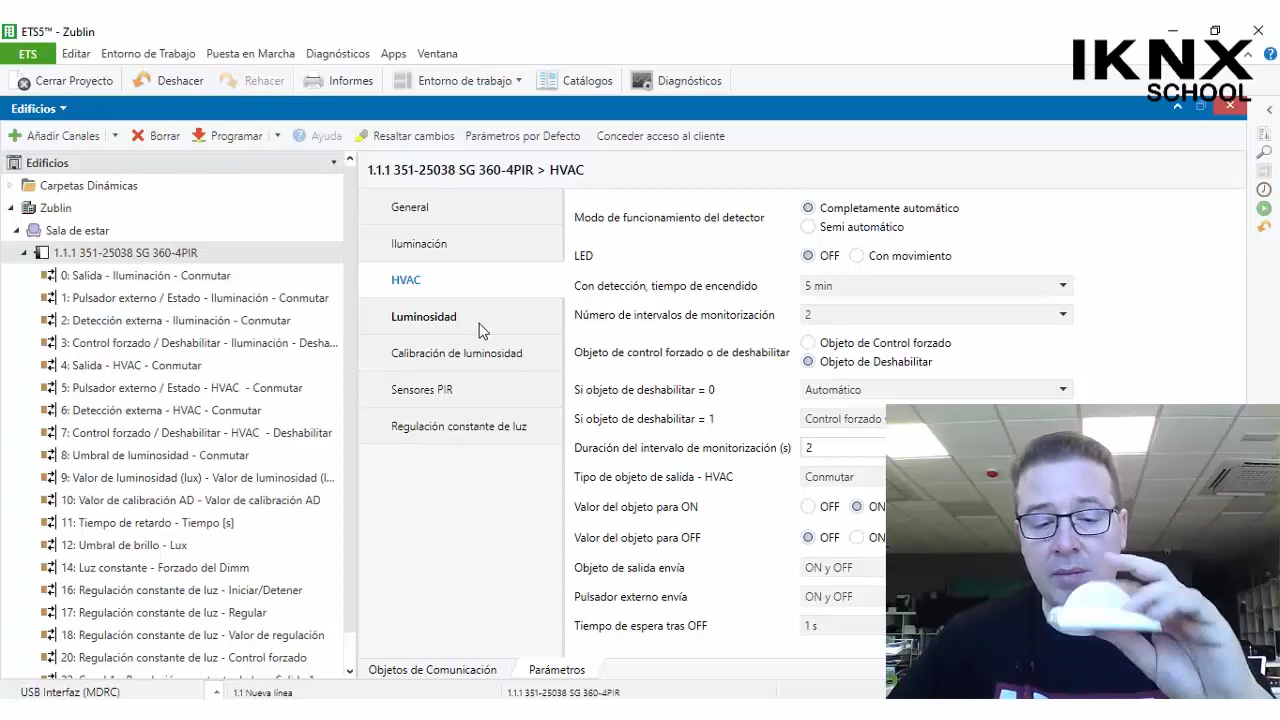 ETS5™ - Zublin
IKNX
SCHOOL
ETS Editar Entorno de Trabajo Puesta en Marcha Diagnósticos Apps Ventana
Cerrar Proyecto Deshacer Rehacer Informes Entorno de trabajo Catálogos Diagnósticos
Edificios
Añadir Canales Borrar Programar Ayuda Resaltar cambios Parámetros por Defecto Conceder acceso al cliente
Edificios
Carpetas Dinámicas
Zublin
Sala de estar
1.1.1 351-25038 SG 360-4PIR
0: Salida - Iluminación - Conmutar
1: Pulsador externo / Estado - Iluminación - Conmutar
2: Detección externa - Iluminación - Conmutar
3: Control forzado / Deshabilitar - Iluminación - Desha...
4: Salida - HVAC - Conmutar
5: Pulsador externo / Estado - HVAC - Conmutar
6: Detección externa - HVAC - Conmutar
7: Control forzado / Deshabilitar - HVAC - Deshabilitar
8: Umbral de luminosidad - Conmutar
9: Valor de luminosidad (lux) - Valor de luminosidad (l...
10: Valor de calibración AD - Valor de calibración AD
11: Tiempo de retardo - Tiempo [s]
12: Umbral de brillo - Lux
14: Luz constante - Forzado del Dimm
16: Regulación constante de luz - Iniciar/Detener
17: Regulación constante de luz - Regular
18: Regulación constante de luz - Valor de regulación
20: Regulación constante de luz - Control forzado
1.1.1 351-25038 SG 360-4PIR > HVAC
General
Iluminación
HVAC
Luminosidad
Calibración de luminosidad
Sensores PIR
Regulación constante de luz
Modo de funcionamiento del detector Completamente automático
Semi automático
LED OFF Con movimiento
Con detección, tiempo de encendido 5 min
Número de intervalos de monitorización 2
Objeto de control forzado o de deshabilitar Objeto de Control forzado
Objeto de Deshabilitar
Si objeto de deshabilitar = 0 Automático
Si objeto de deshabilitar = 1 Control forzado
Duración del intervalo de monitorización (s) 2
Tipo de objeto de salida - HVAC Conmutar
Valor del objeto para ON OFF ON
Valor del objeto para OFF OFF ON
Objeto de salida envía ON y OFF
Pulsador externo envía ON y OFF
Tiempo de espera tras OFF 1 s
Objetos de Comunicación Parámetros
USB Interfaz (MDRC) 1.1 Nueva línea 1.1.1 351-25038 SG 360-4PIR